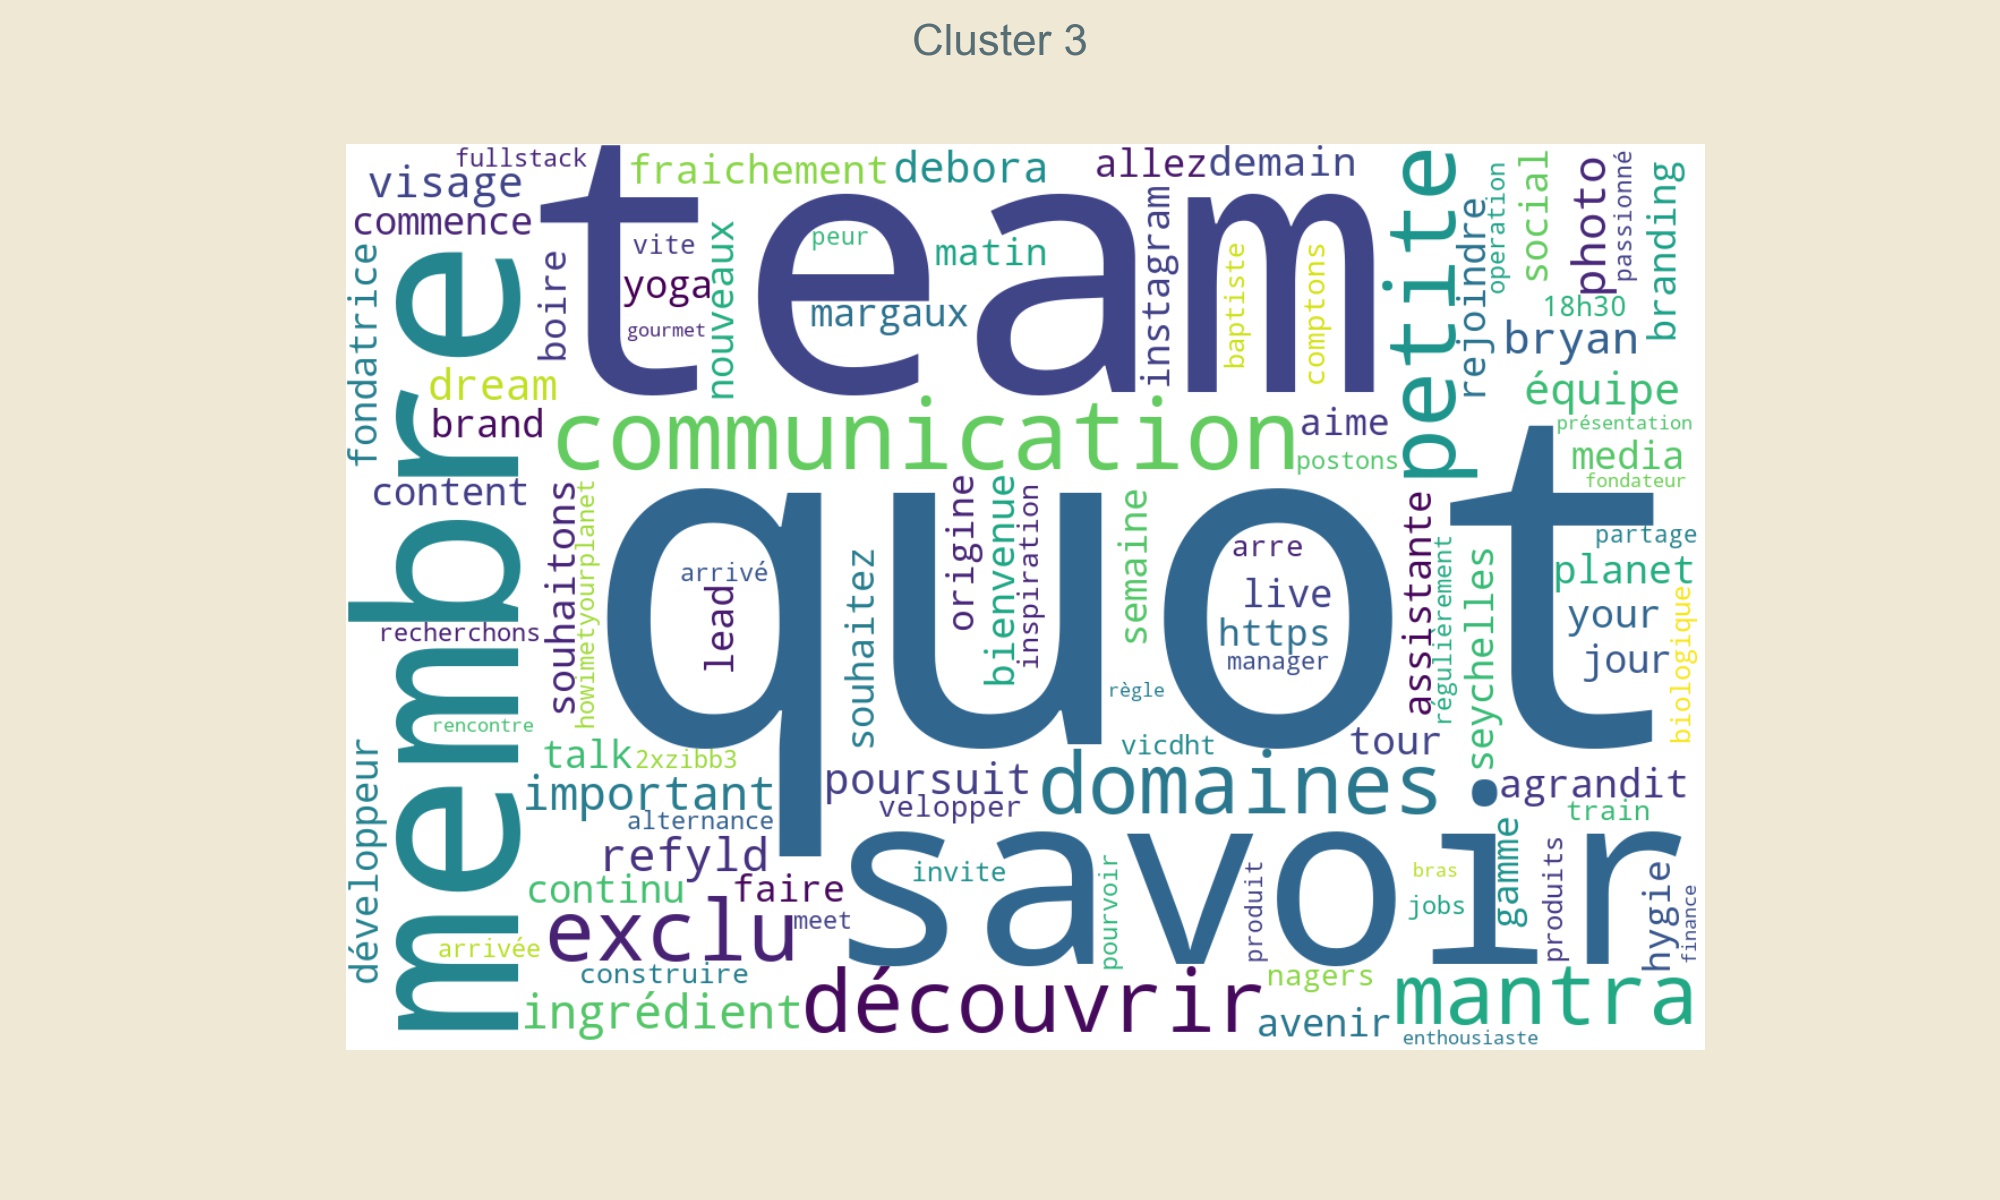 Cluster 3
fullstack
visage
commence
fraichement
debora
allez
demain
team
petite
operation
social
photo
passionné
branding
fondatrice
membre
boire
vite
yoga
gourmet
nouveaux
peur
matin
margaux
instagram
baptiste
comptons
rejoindre
18h30
bryan
dream
brand
équipe
présentation
communication
aime
postons
media
fondateur
content
souhaitons
howimetyourplanet
quot
arrivé
lead
souhaitez
origine
bienvenue
inspiration
semaine
arre
live
https
manager
assistante
régulierement
seychelles
partage
planet
your
jour
biologique
recherchons
règle
rencontre
développeur
talk
2xzibb3
vicdht
tour
important
poursuit
domaines
agrandit
velopper
train
alternance
savoir
refyld
continu
faire
invite
pourvoir
produit
bras
jobs
gamme
produits
hygie
finance
exclu
meet
arrivée
construire
ingrédient
découvrir
nagers
avenir
mantra
enthousiaste